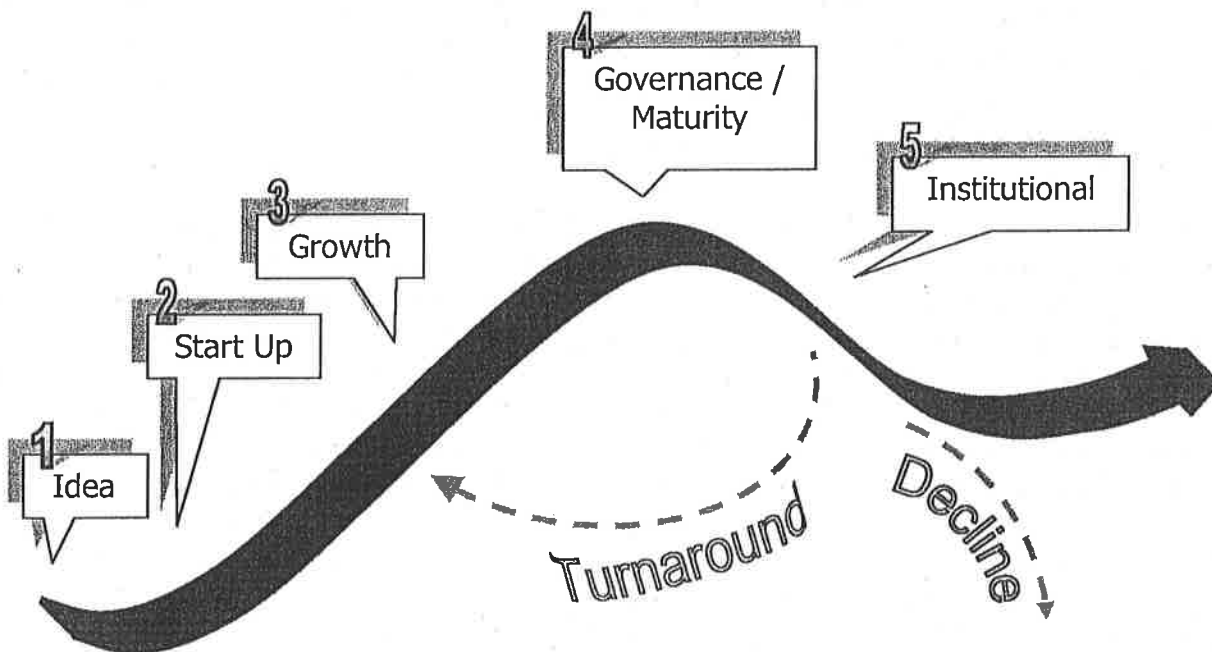 1
Idea
2
Start Up
3
Growth
4
Governance /
Maturity
5
Institutional
Turnaround
Decline